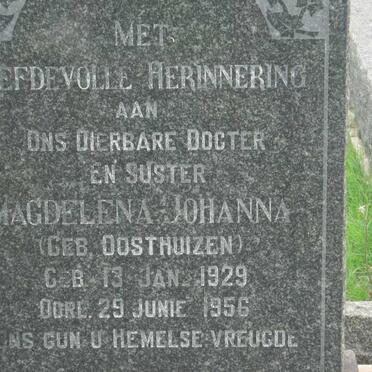 MET
EFDEVOLLE HERINNERING
AAN
ONS DIERBARE DOGTER
EN SUSTER
MAGDELENA JOHANNA
(GEB. OOSTHUIZEN)
GEB. 13 JAN. 1929
OORL. 29 JUNIE 1956
ONS GUN U HEMELSE VREUGDE